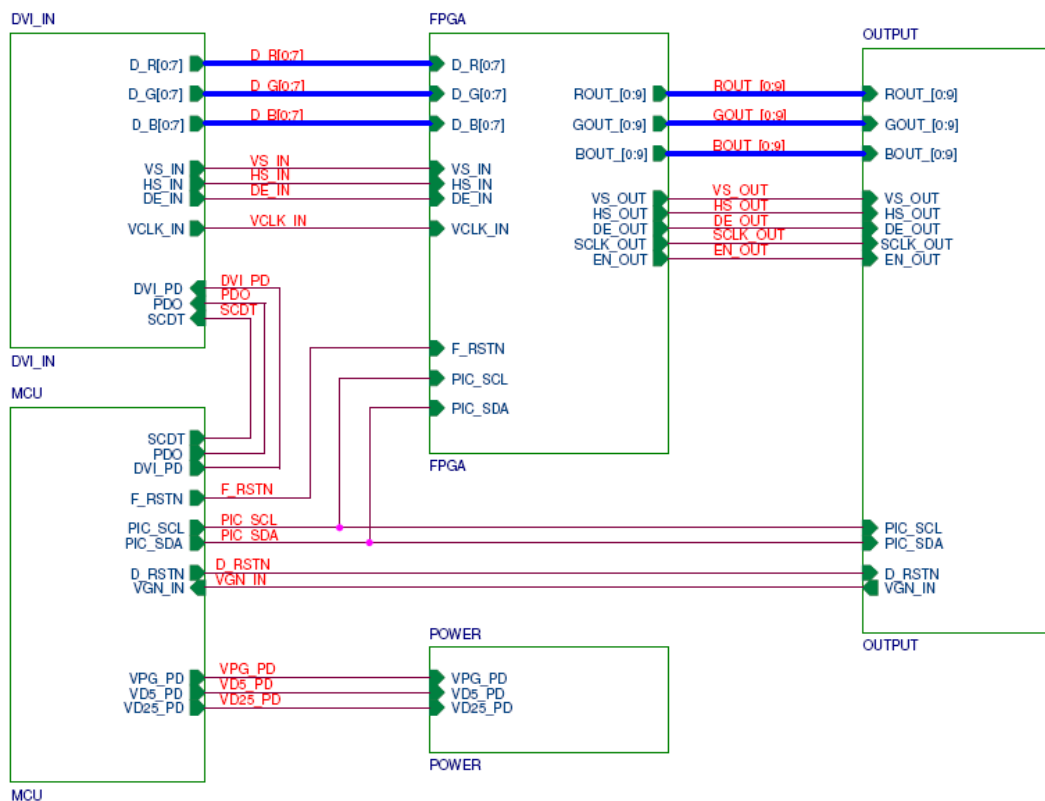 DVI_IN
D_R[0:7]
D_G[0:7]
D_B[0:7]
VS_IN
HS_IN
DE_IN
VCLK_IN
DVI_PD
PDO
SCDT
DVI_IN
D_R[0:7]
D_G[0:7]
D_B[0:7]
VS_IN
HS_IN
DE_IN
VCLK_IN
DVI_PD
PDO
SCDT
FPGA
D_R[0:7]
D_G[0:7]
D_B[0:7]
VS_IN
HS_IN
DE_IN
VCLK_IN
F_RSTN
PIC_SCL
PIC_SDA
ROUT_[0:9]
GOUT_[0:9]
BOUT_[0:9]
VS_OUT
HS_OUT
DE_OUT
SCLK_OUT
EN_OUT
FPGA
ROUT_[0:9]
GOUT_[0:9]
BOUT_[0:9]
VS_OUT
HS_OUT
DE_OUT
SCLK_OUT
EN_OUT
OUTPUT
ROUT_[0:9]
GOUT_[0:9]
BOUT_[0:9]
VS_OUT
HS_OUT
DE_OUT
SCLK_OUT
EN_OUT
PIC_SCL
PIC_SDA
D_RSTN
VGN_IN
OUTPUT
MCU
SCDT
PDO
DVI_PD
F_RSTN
PIC_SCL
PIC_SDA
D_RSTN
VGN_IN
VPG_PD
VD5_PD
VD25_PD
MCU
F_RSTN
PIC_SCL
PIC_SDA
D_RSTN
VGN_IN
VPG_PD
VD5_PD
VD25_PD
POWER
VPG_PD
VD5_PD
VD25_PD
POWER